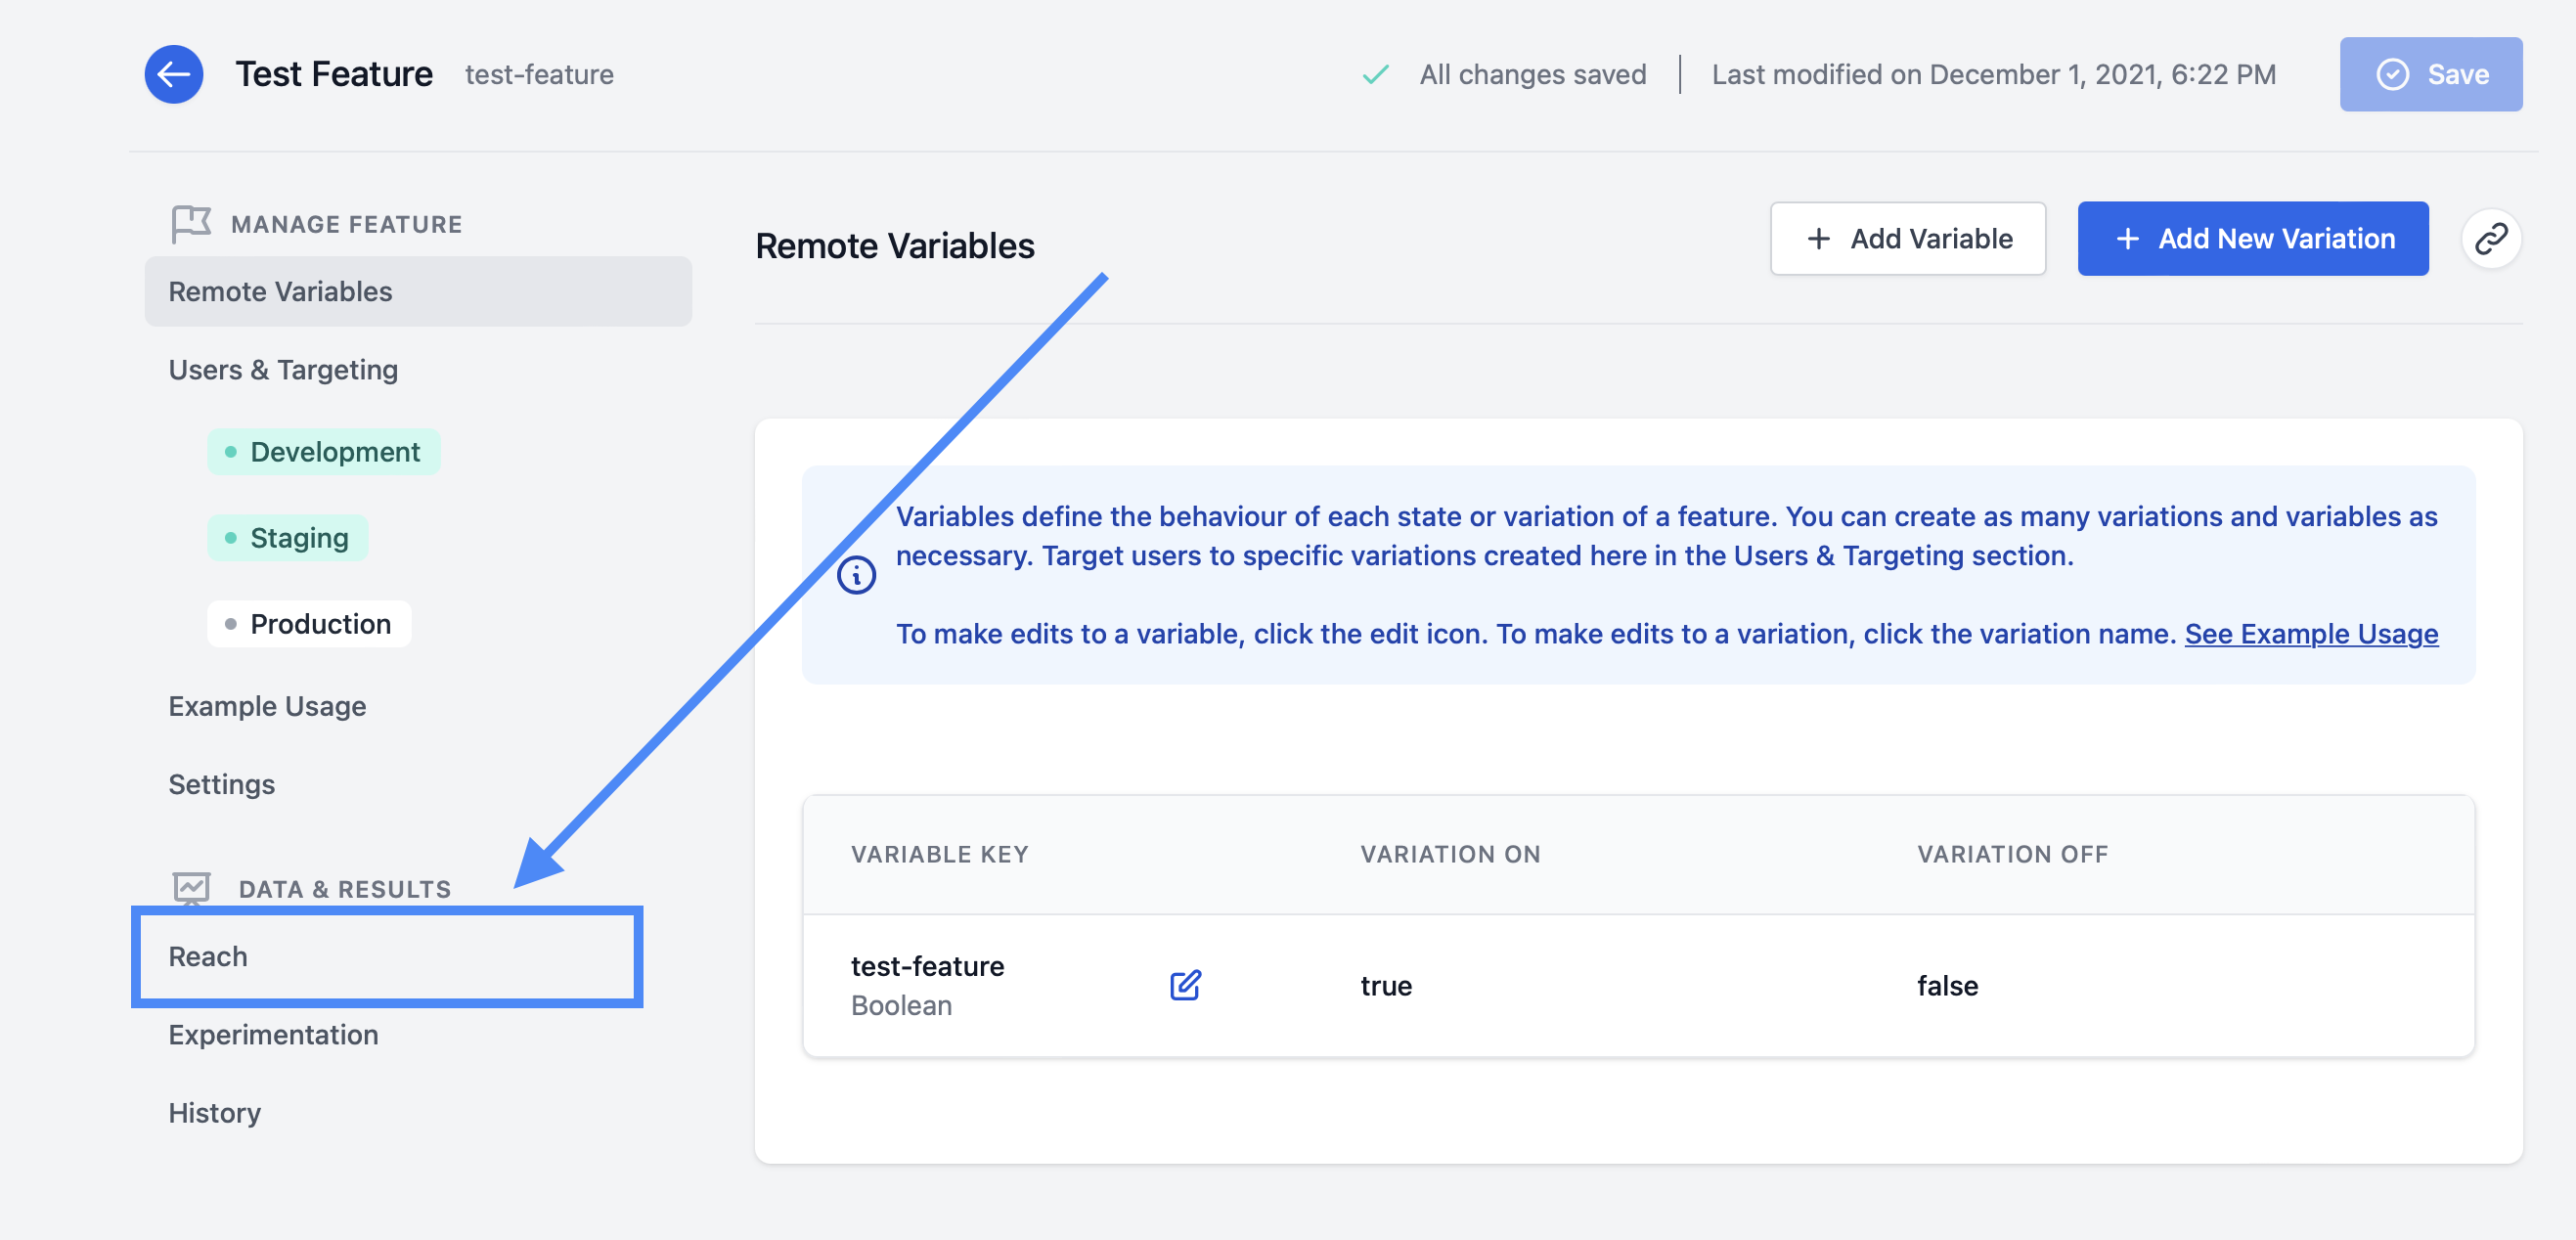 Test Feature test-feature All changes saved Last modified on December 1, 2021, 6:22 PM Save
MANAGE FEATURE
Remote Variables
Users & Targeting
Development
Staging
Production
Example Usage
Settings
DATA & RESULTS
Reach
Experimentation
History
Remote Variables
Add Variable
Add New Variation
Variables define the behaviour of each state or variation of a feature. You can create as many variations and variables as
necessary. Target users to specific variations created here in the Users & Targeting section.
To make edits to a variable, click the edit icon. To make edits to a variation, click the variation name. See Example Usage
VARIABLE KEY VARIATION ON VARIATION OFF
test-feature true false
Boolean